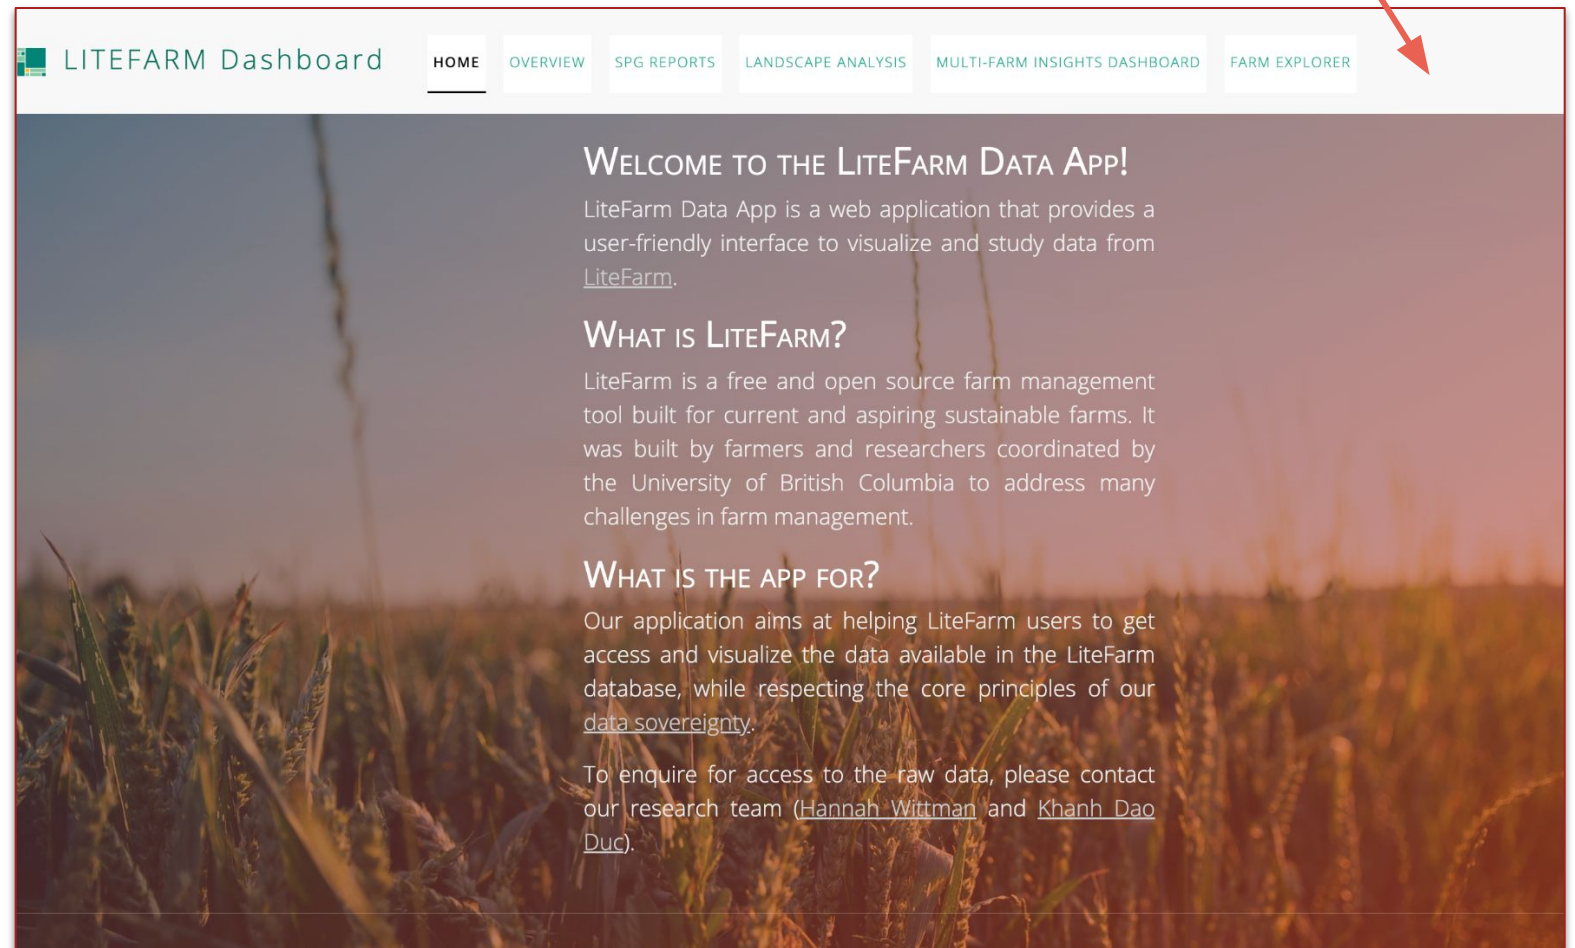 LITEFARM Dashboard
HOME OVERVIEW SPG REPORTS LANDSCAPE ANALYSIS MULTI-FARM INSIGHTS DASHBOARD FARM EXPLORER
WELCOME TO THE LITEFARM DATA APP!
LiteFarm Data App is a web application that provides a
user-friendly interface to visualize and study data from
LiteFarm.
WHAT IS LITEFARM?
LiteFarm is a free and open source farm management
tool built for current and aspiring sustainable farms. It
was built by farmers and researchers coordinated by
the University of British Columbia to address many
challenges in farm management.
WHAT IS THE APP FOR?
Our application aims at helping LiteFarm users to get
access and visualize the data available in the LiteFarm
database, while respecting the core principles of our
data sovereignty.
To enquire for access to the raw data, please contact
our research team (Hannah Wittman and Khanh Dao
Duc).